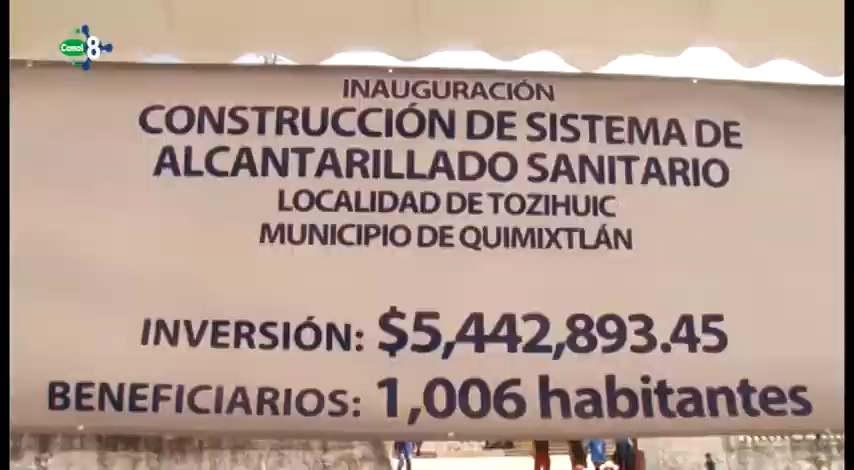 Canal 8
INAUGURACIÓN
CONSTRUCCIÓN DE SISTEMA DE
ALCANTARILLADO SANITARIO
LOCALIDAD DE TOZIHUIC
MUNICIPIO DE QUIMIXTLÁN
INVERSIÓN: $5,442,893.45
BENEFICIARIOS: 1,006 habitantes